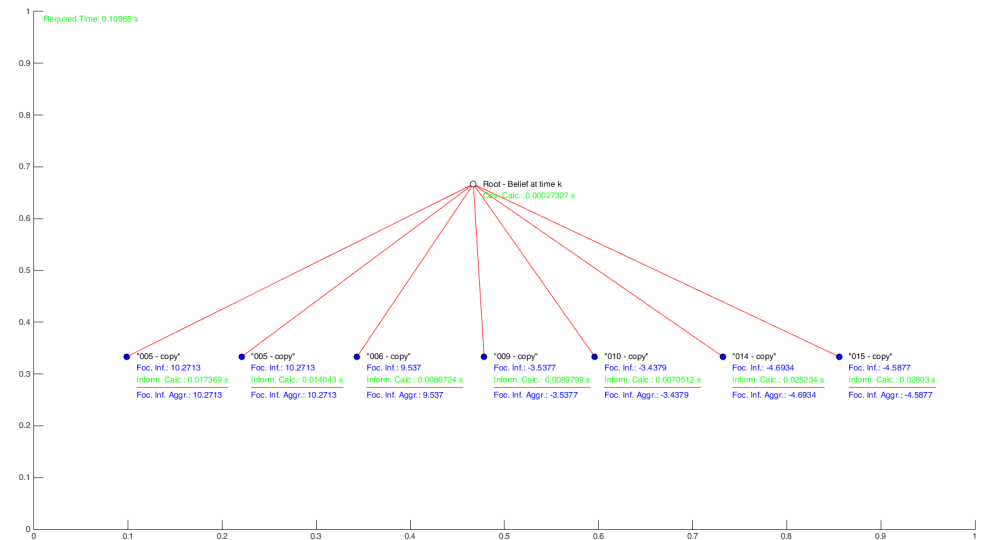 1
Required Time: 0.10965 s
0.9
0.8
0.7
Root - Belief at time k
Cov. Calc.: 0.00027327 s
0.6
0.5
0.4
"005 - copy" "005 - copy" "006 - copy" "009 - copy" "010 - copy" "014 - copy" "015 - copy"
Foc. Inf.: 10.2713 Foc. Inf.: 10.2713 Foc. Inf.: 9.537 Foc. Inf.: -3.5377 Foc. Inf.: -3.4379 Foc. Inf.: -4.6934 Foc. Inf.: -4.5877
0.3
Inform. Calc.: 0.017369 s Inform. Calc.: 0.014043 s Inform. Calc.: 0.0086724 s Inform. Calc.: 0.0089799 s Inform. Calc.: 0.0070512 s Inform. Calc.: 0.025234 s Inform. Calc.: 0.02803 s
Foc. Inf. Aggr.: 10.2713 Foc. Inf. Aggr.: 10.2713 Foc. Inf. Aggr.: 9.537 Foc. Inf. Aggr.: -3.5377 Foc. Inf. Aggr.: -3.4379 Foc. Inf. Aggr.: -4.6934 Foc. Inf. Aggr.: -4.5877
0.2
0.1
0
0 0.1 0.2 0.3 0.4 0.5 0.6 0.7 0.8 0.9 1